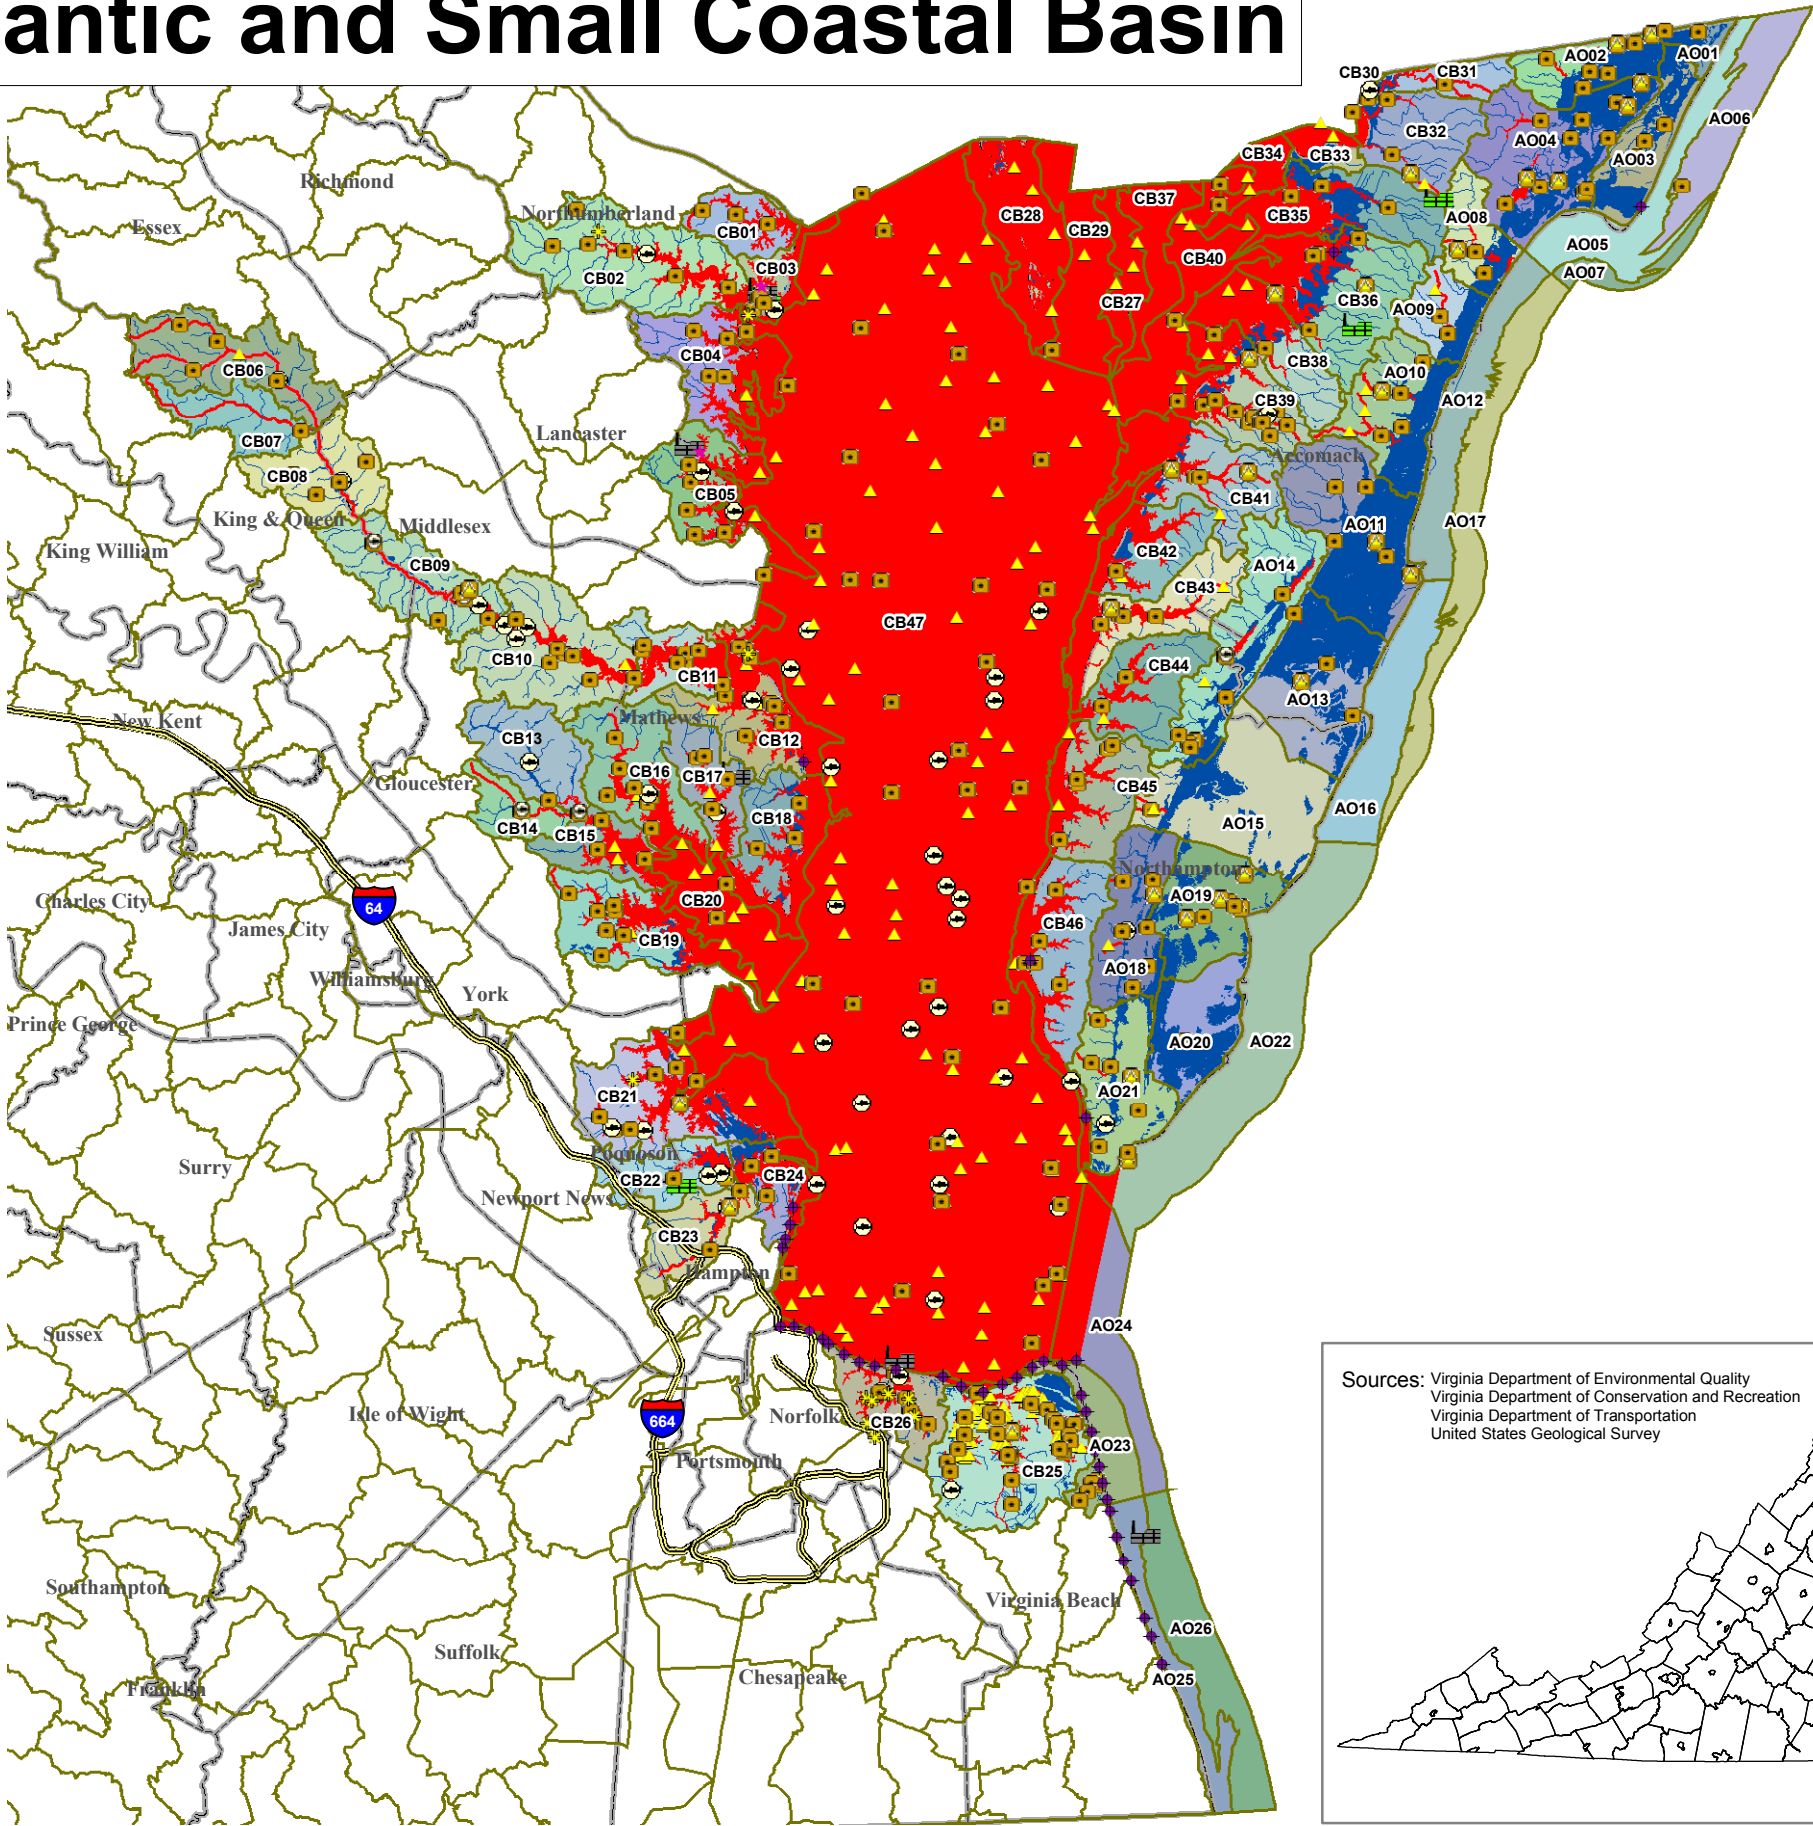 antic and Small Coastal Basin
AO02
AO01
CB30
CB31
AO06
CB32
AO04
AO03
CB34
CB33
Richmond
CB37
CB28
CB35
AO08
Northumberland
Essex
CB01
CB29
AO05
CB03
CB40
AO07
CB02
CB27
CB36
AO09
CB04
CB38
CB06
AO10
CB39
AO12
Lancaster
CB07
Accomack
CB08
CB05
CB41
King & Queen
Middlesex
AO11
AO17
King William
CB42
CB09
AO14
CB43
CB47
CB10
CB44
CB11
AO13
New Kent
Mathews
CB13
CB12
CB16
CB17
Gloucester
CB45
AO16
CB18
CB14
CB15
AO15
Northampton
Charles City
64
CB20
AO19
James City
CB46
CB19
AO18
Williamsburg
York
Prince George
AO20
AO22
CB21
AO21
Poquoson
Surry
CB22
CB24
Newport News
CB23
Hampton
AO24
Sussex
Sources: Virginia Department of Environmental Quality
Virginia Department of Conservation and Recreation
Virginia Department of Transportation
United States Geological Survey
Isle of Wight
Norfolk
664
CB26
AO23
Portsmouth
CB25
Southampton
Virginia Beach
AO26
Suffolk
Chesapeake
AO25
Franklin